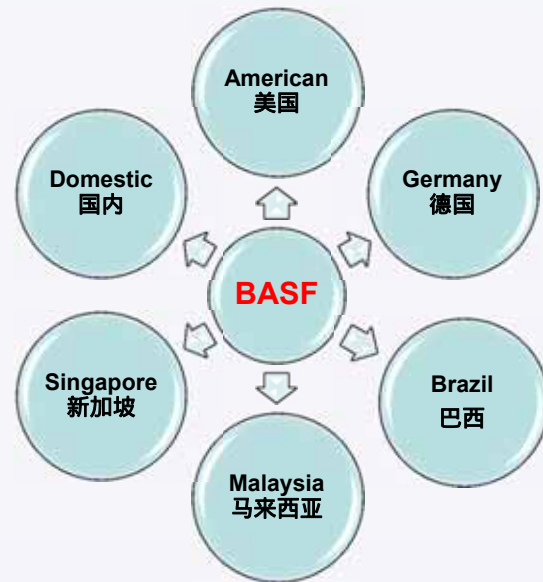 American
美国
Domestic
国内
Germany
德国
BASF
Singapore
新加坡
Brazil
巴西
Malaysia
马来西亚